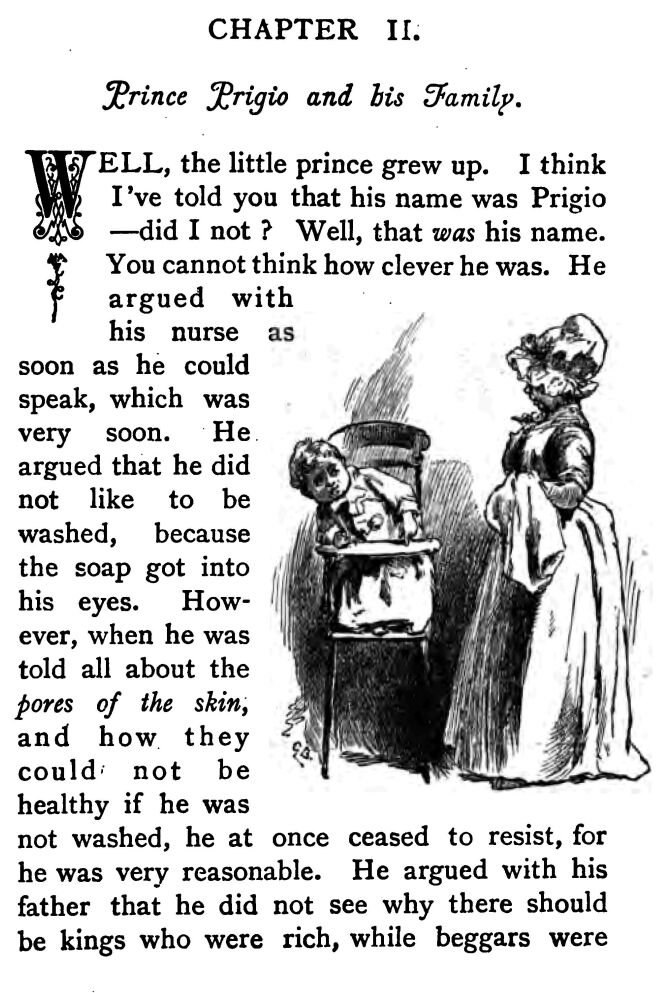 CHAPTER II.
Prince Prigio and his Family.
WELL, the little prince grew up. I think
I've told you that his name was Prigio
—did I not ? Well, that was his name.
You cannot think how clever he was. He
argued with
his nurse as
soon as he could
speak, which was
very soon. He
argued that he did
not like to be
washed, because
the soap got into
his eyes. How-
ever, when he was
told all about the
pores of the skin,
and how they
could not be
healthy if he was
not washed, he at once ceased to resist, for
he was very reasonable. He argued with his
father that he did not see why there should
be kings who were rich, while beggars were